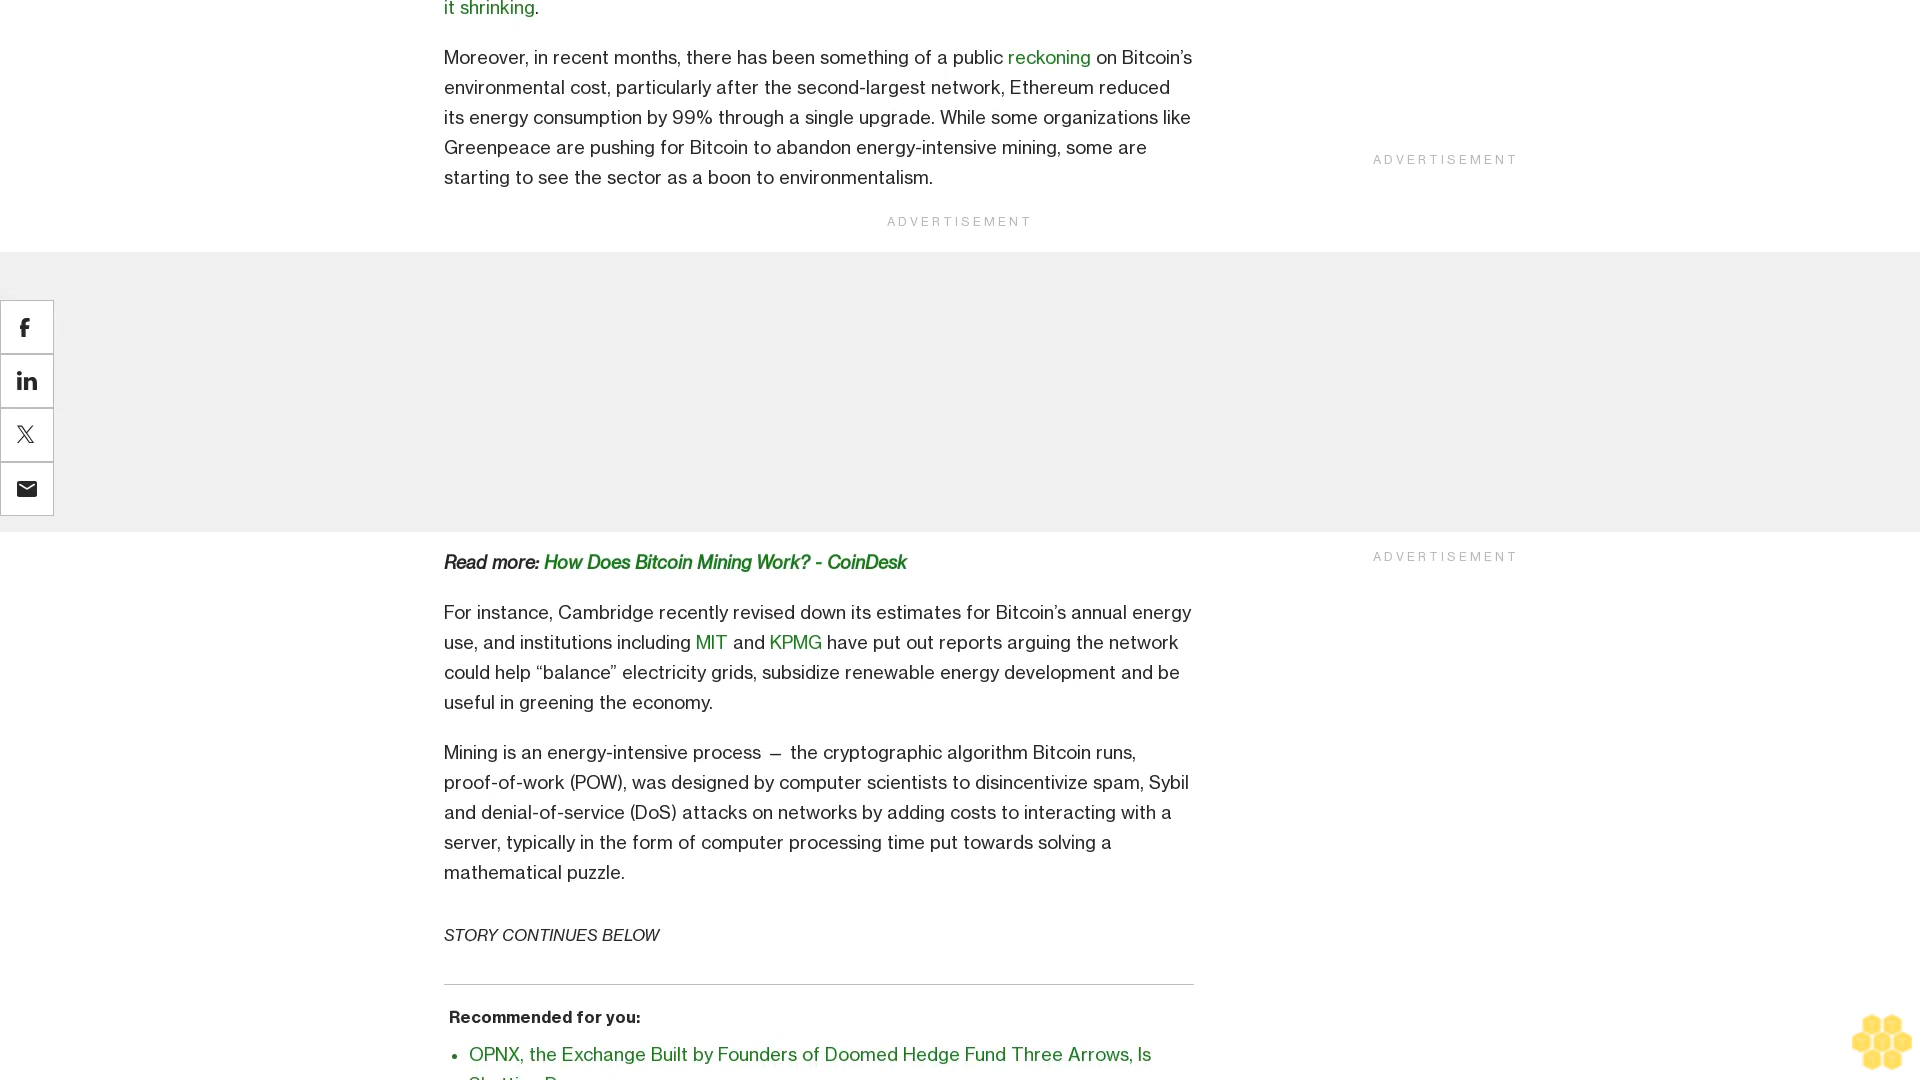 it shrinking.
Moreover, in recent months, there has been something of a public reckoning on Bitcoin’s
environmental cost, particularly after the second-largest network, Ethereum reduced
its energy consumption by 99% through a single upgrade. While some organizations like
Greenpeace are pushing for Bitcoin to abandon energy-intensive mining, some are
starting to see the sector as a boon to environmentalism.
ADVERTISEMENT
ADVERTISEMENT
Read more: How Does Bitcoin Mining Work? - CoinDesk
ADVERTISEMENT
For instance, Cambridge recently revised down its estimates for Bitcoin’s annual energy
use, and institutions including MIT and KPMG have put out reports arguing the network
could help “balance” electricity grids, subsidize renewable energy development and be
useful in greening the economy.
Mining is an energy-intensive process — the cryptographic algorithm Bitcoin runs,
proof-of-work (POW), was designed by computer scientists to disincentivize spam, Sybil
and denial-of-service (DoS) attacks on networks by adding costs to interacting with a
server, typically in the form of computer processing time put towards solving a
mathematical puzzle.
STORY CONTINUES BELOW
Recommended for you:
• OPNX, the Exchange Built by Founders of Doomed Hedge Fund Three Arrows, Is